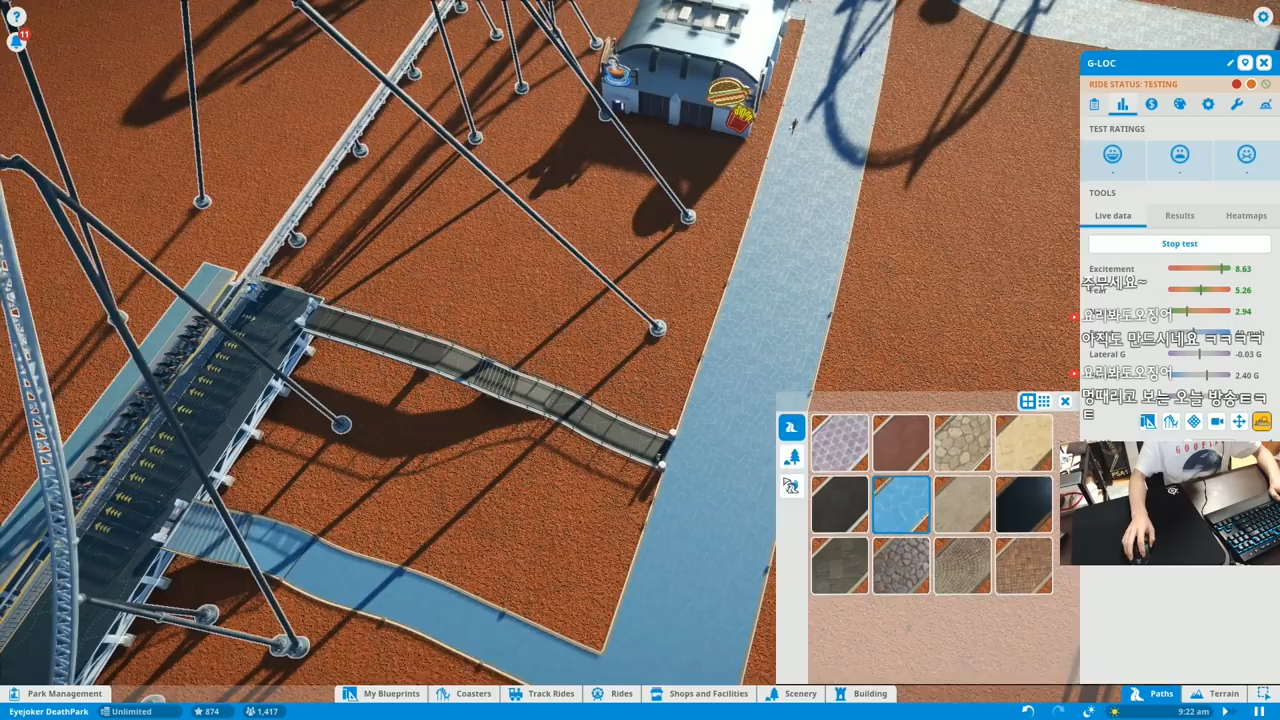 ?
11
G-LOC
RIDE STATUS: TESTING
TEST RATINGS
- - -
TOOLS
Live data Results Heatmaps
Stop test
Excitement 8.63
주무세요~
5.26
요리봐도오징어
2.94
아직도 만드시네요 ㅋㅋㅋㅋ
Lateral G -0.03 G
요리봐도오징어
2.40 G
멍때리고 보는 오늘 방송ㅌㅋ
ㅌ
Park Management My Blueprints Coasters Track Rides Rides Shops and Facilities Scenery Building Paths Terrain
Eyejoker DeathPark Unlimited 874 1,417 9:22 am